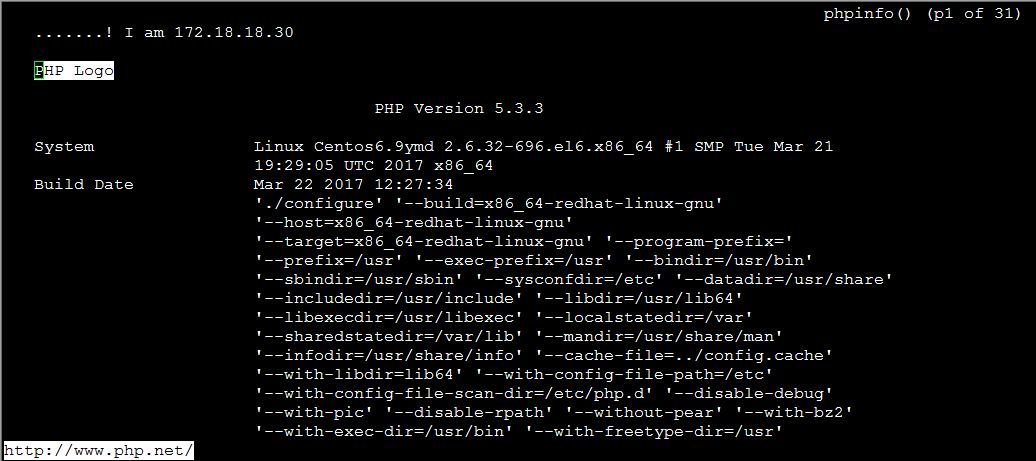 phpinfo() (p1 of 31)
.......! I am 172.18.18.30
PHP Logo
PHP Version 5.3.3
System Linux Centos6.9ymd 2.6.32-696.el6.x86_64 #1 SMP Tue Mar 21
19:29:05 UTC 2017 x86_64
Build Date Mar 22 2017 12:27:34
'./configure' '--build=x86_64-redhat-linux-gnu'
'--host=x86_64-redhat-linux-gnu'
'--target=x86_64-redhat-linux-gnu' '--program-prefix='
'--prefix=/usr' '--exec-prefix=/usr' '--bindir=/usr/bin'
'--sbindir=/usr/sbin' '--sysconfdir=/etc' '--datadir=/usr/share'
'--includedir=/usr/include' '--libdir=/usr/lib64'
'--libexecdir=/usr/libexec' '--localstatedir=/var'
'--sharedstatedir=/var/lib' '--mandir=/usr/share/man'
'--infodir=/usr/share/info' '--cache-file=../config.cache'
'--with-libdir=lib64' '--with-config-file-path=/etc'
'--with-config-file-scan-dir=/etc/php.d' '--disable-debug'
'--with-pic' '--disable-rpath' '--without-pear' '--with-bz2'
'--with-exec-dir=/usr/bin' '--with-freetype-dir=/usr'
http://www.php.net/